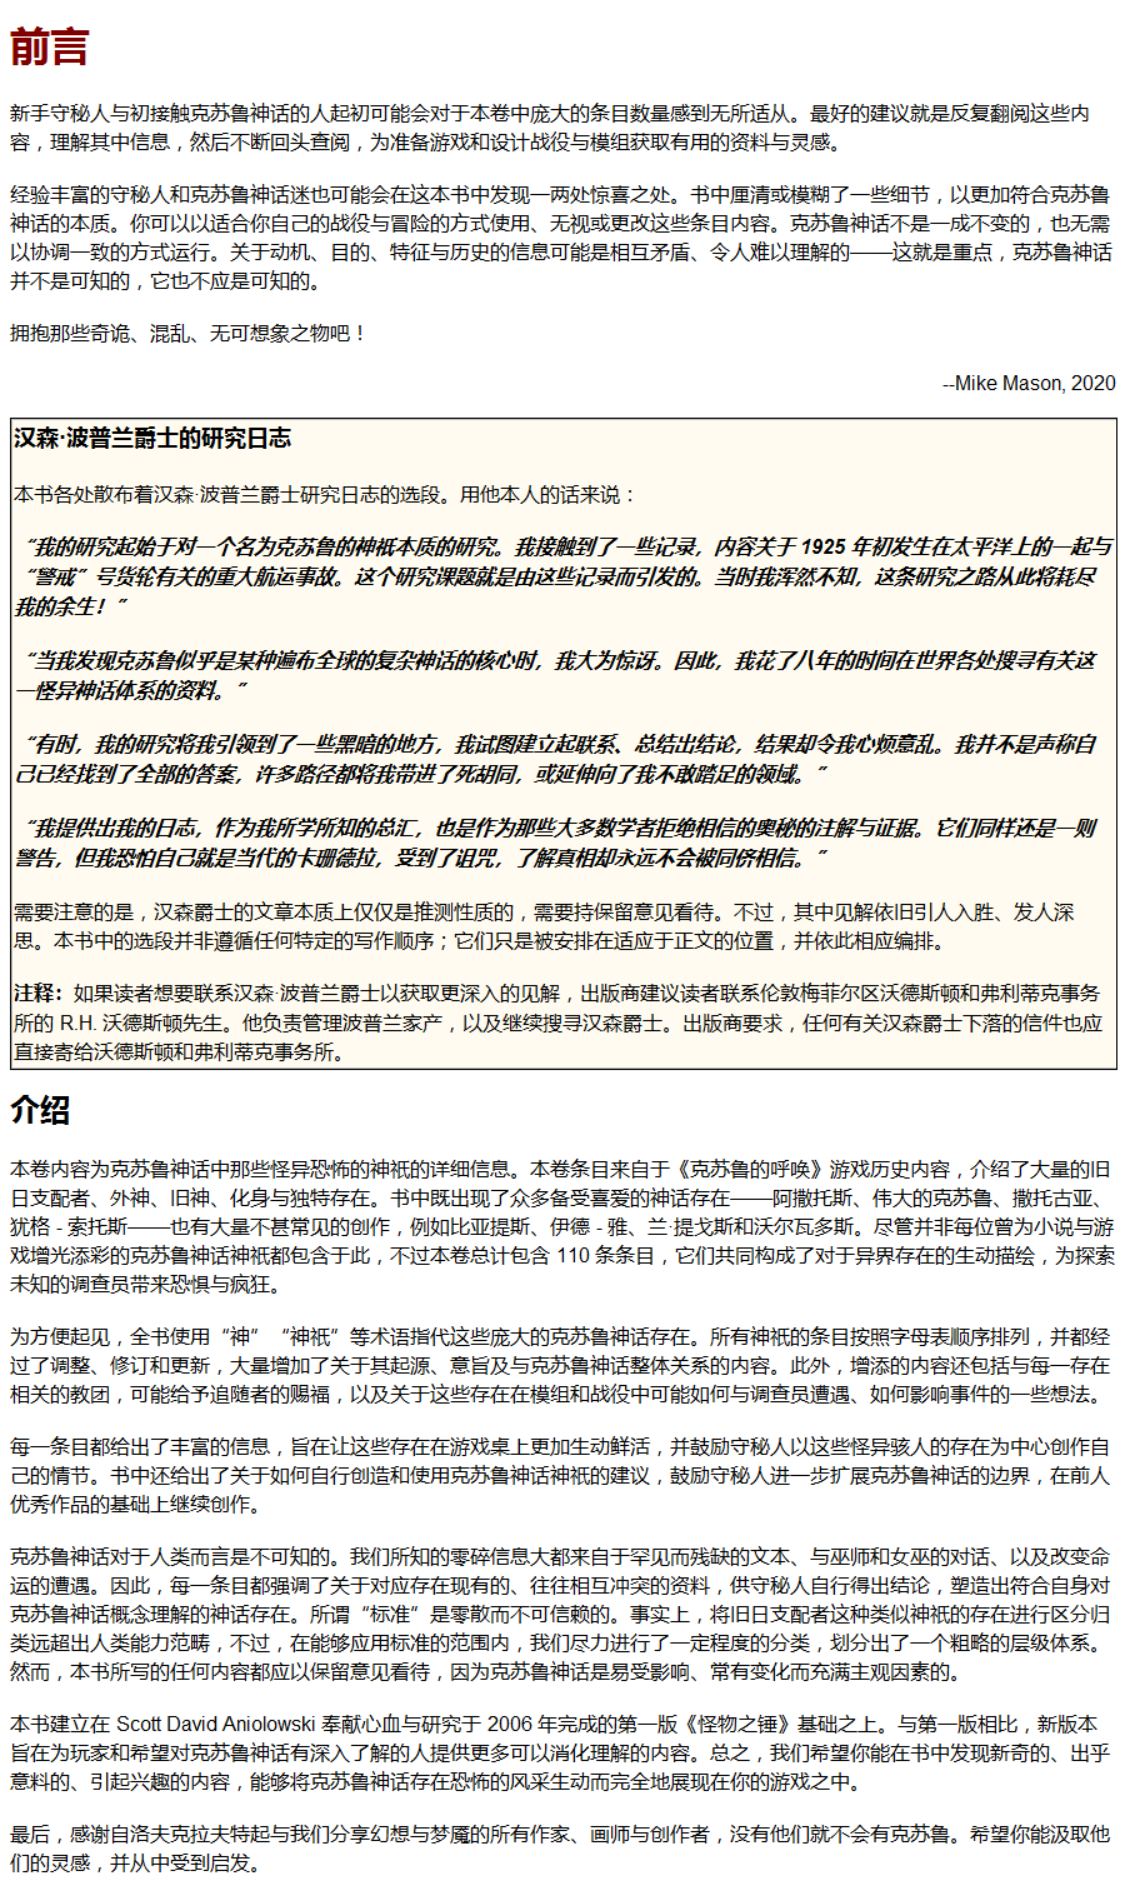 前言
新手守秘人与初接触克苏鲁神话的人起初可能会对于本卷中庞大的条目数量感到无所适从。最好的建议就是反复翻阅这些内
容，理解其中信息，然后不断回头查阅，为准备游戏和设计战役与模组获取有用的资料与灵感。
经验丰富的守秘人和克苏鲁神话迷也可能会在这本书中发现一两处惊喜之处。书中厘清或模糊了一些细节，以更加符合克苏鲁
神话的本质。你可以以适合你自己的战役与冒险的方式使用、无视或更改这些条目内容。克苏鲁神话不是一成不变的，也无需
以协调一致的方式运行。关于动机、目的、特征与历史的信息可能是相互矛盾、令人难以理解的——这就是重点，克苏鲁神话
并不是可知的，它也不应是可知的。
拥抱那些奇诡、混乱、无可想象之物吧！
--Mike Mason, 2020
汉森·波普兰爵士的研究日志
本书各处散布着汉森·波普兰爵士研究日志的选段。用他本人的话来说：
“我的研究起始于对一个名为克苏鲁的神祗本质的研究。我接触到了一些记录，内容关于 1925 年初发生在太平洋上的一起与
“警戒”号货轮有关的重大航运事故。这个研究课题就是由这些记录而引发的。当时我浑然不知，这条研究之路从此将耗尽
我的余生！”
“当我发现克苏鲁似乎是某种遍布全球的复杂神话的核心时，我大为惊讶。因此，我花了八年的时间在世界各处搜寻有关这
一怪异神话体系的资料。”
“有时，我的研究将我引领到了一些黑暗的地方，我试图建立起联系、总结出结论，结果却令我心烦意乱。我并不是声称自
己已经找到了全部的答案，许多路径都将我带进了死胡同，或延伸向了我不敢踏足的领域。”
“我提供出我的日志，作为我所学所知的总汇，也是作为那些大多数学者拒绝相信的奥秘的注解与证据。它们同样还是一则
警告，但我恐怕自己就是当代的卡珊德拉，受到了诅咒，了解真相却永远不会被同侪相信。”
需要注意的是，汉森爵士的文章本质上仅仅是推测性质的，需要持保留意见看待。不过，其中见解依旧引人入胜、发人深
思。本书中的选段并非遵循任何特定的写作顺序；它们只是被安排在适应于正文的位置，并依此相应编排。
注释：如果读者想要联系汉森·波普兰爵士以获取更深入的见解，出版商建议读者联系伦敦梅菲尔区沃德斯顿和弗利蒂克事务
所的 R.H. 沃德斯顿先生。他负责管理波普兰家产，以及继续搜寻汉森爵士。出版商要求，任何有关汉森爵士下落的信件也应
直接寄给沃德斯顿和弗利蒂克事务所。
介绍
本卷内容为克苏鲁神话中那些怪异恐怖的神祇的详细信息。本卷条目来自于《克苏鲁的呼唤》游戏历史内容，介绍了大量的旧
日支配者、外神、旧神、化身与独特存在。书中既出现了众多备受喜爱的神话存在——阿撒托斯、伟大的克苏鲁、撒托古亚、
犹格 - 索托斯——也有大量不甚常见的创作，例如比亚提斯、伊德 - 雅、兰·提戈斯和沃尔瓦多斯。尽管并非每位曾为小说与游
戏增光添彩的克苏鲁神话神祇都包含于此，不过本卷总计包含 110 条条目，它们共同构成了对于异界存在的生动描绘，为探索
未知的调查员带来恐惧与疯狂。
为方便起见，全书使用“神”“神祇”等术语指代这些庞大的克苏鲁神话存在。所有神祇的条目按照字母表顺序排列，并都经
过了调整、修订和更新，大量增加了关于其起源、意旨及与克苏鲁神话整体关系的内容。此外，增添的内容还包括与每一存在
相关的教团，可能给予追随者的赐福，以及关于这些存在在模组和战役中可能如何与调查员遭遇、如何影响事件的一些想法。
每一条目都给出了丰富的信息，旨在让这些存在在游戏桌上更加生动鲜活，并鼓励守秘人以这些怪异骇人的存在为中心创作自
己的情节。书中还给出了关于如何自行创造和使用克苏鲁神话神祇的建议，鼓励守秘人进一步扩展克苏鲁神话的边界，在前人
优秀作品的基础上继续创作。
克苏鲁神话对于人类而言是不可知的。我们所知的零碎信息大都来自于罕见而残缺的文本、与巫师和女巫的对话、以及改变命
运的遭遇。因此，每一条目都强调了关于对应存在现有的、往往相互冲突的资料，供守秘人自行得出结论，塑造出符合自身对
克苏鲁神话概念理解的神话存在。所谓“标准”是零散而不可信赖的。事实上，将旧日支配者这种类似神祇的存在进行区分归
类远超出人类能力范畴，不过，在能够应用标准的范围内，我们尽力进行了一定程度的分类，划分出了一个粗略的层级体系。
然而，本书所写的任何内容都应以保留意见看待，因为克苏鲁神话是易受影响、常有变化而充满主观因素的。
本书建立在 Scott David Aniolowski 奉献心血与研究于 2006 年完成的第一版《怪物之锤》基础之上。与第一版相比，新版本
旨在为玩家和希望对克苏鲁神话有深入了解的人提供更多可以消化理解的内容。总之，我们希望你能在书中发现新奇的、出乎
意料的、引起兴趣的内容，能够将克苏鲁神话存在恐怖的风采生动而完全地展现在你的游戏之中。
最后，感谢自洛夫克拉夫特起与我们分享幻想与梦魇的所有作家、画师与创作者，没有他们就不会有克苏鲁。希望你能汲取他
们的灵感，并从中受到启发。